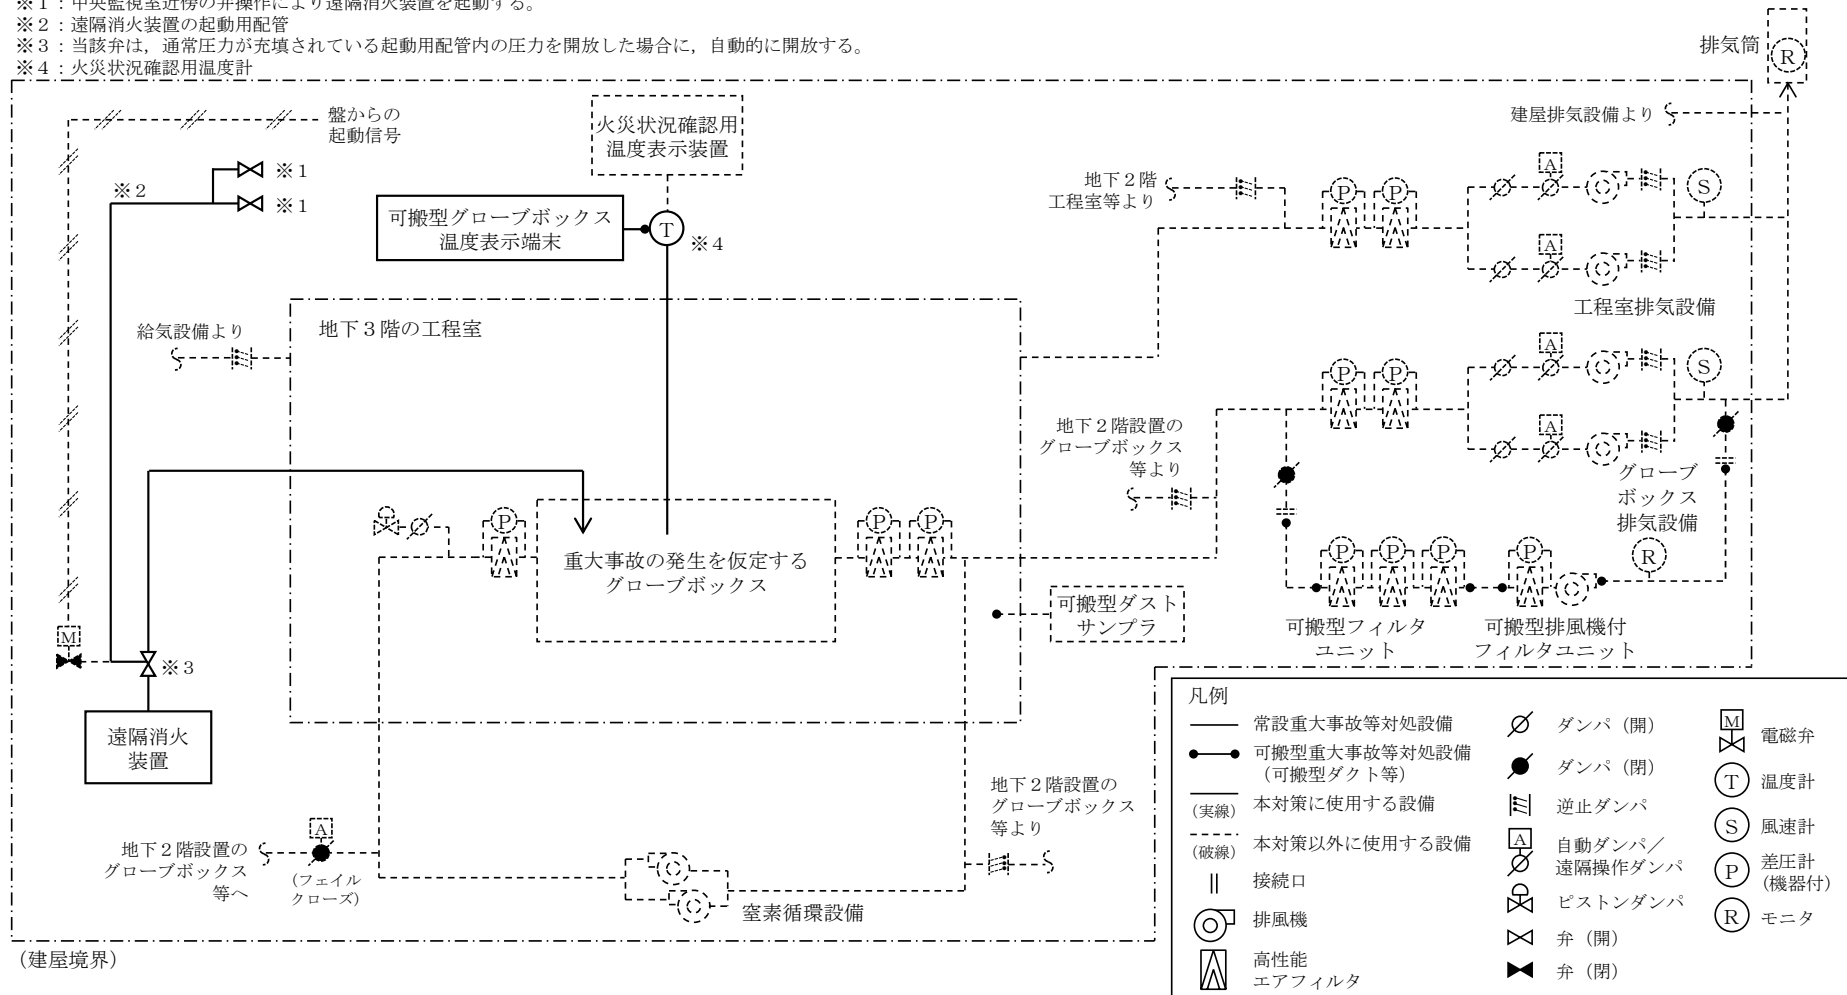 ※１：中央監視室近傍の弁操作により遠隔消火装置を起動する。
※２：遠隔消火装置の起動用配管
※３：当該弁は，通常圧力が充填されている起動用配管内の圧力を開放した場合に，自動的に開放する。
※４：火災状況確認用温度計
排気筒
R
盤からの
起動信号
火災状況確認用
温度表示装置
建屋排気設備より
※１
※２
※１
可搬型グローブボックス
温度表示端末
T
※４
地下２階
工程室等より
P
P
A
A
S
工程室排気設備
給気設備より
地下３階の工程室
P
P
A
A
S
地下２階設置の
グローブボックス
等より
グローブ
ボックス
排気設備
P
重大事故の発生を仮定する
グローブボックス
P
P
P
P
P
P
R
可搬型ダスト
サンプラ
可搬型フィルタ
ユニット
可搬型排風機付
フィルタユニット
M
※３
遠隔消火
装置
地下２階設置の
グローブボックス
等より
A
地下２階設置の
グローブボックス
等へ
(フェイル
クローズ)
窒素循環設備
(建屋境界)
凡例
常設重大事故等対処設備
可搬型重大事故等対処設備
（可搬型ダクト等）
(実線)
本対策に使用する設備
(破線)
本対策以外に使用する設備
接続口
排風機
高性能
エアフィルタ
ダンパ（開）
ダンパ（閉）
逆止ダンパ
A
自動ダンパ／
遠隔操作ダンパ
ピストンダンパ
弁（開）
弁（閉）
M
電磁弁
T
温度計
S
風速計
P
差圧計
(機器付)
R
モニタ